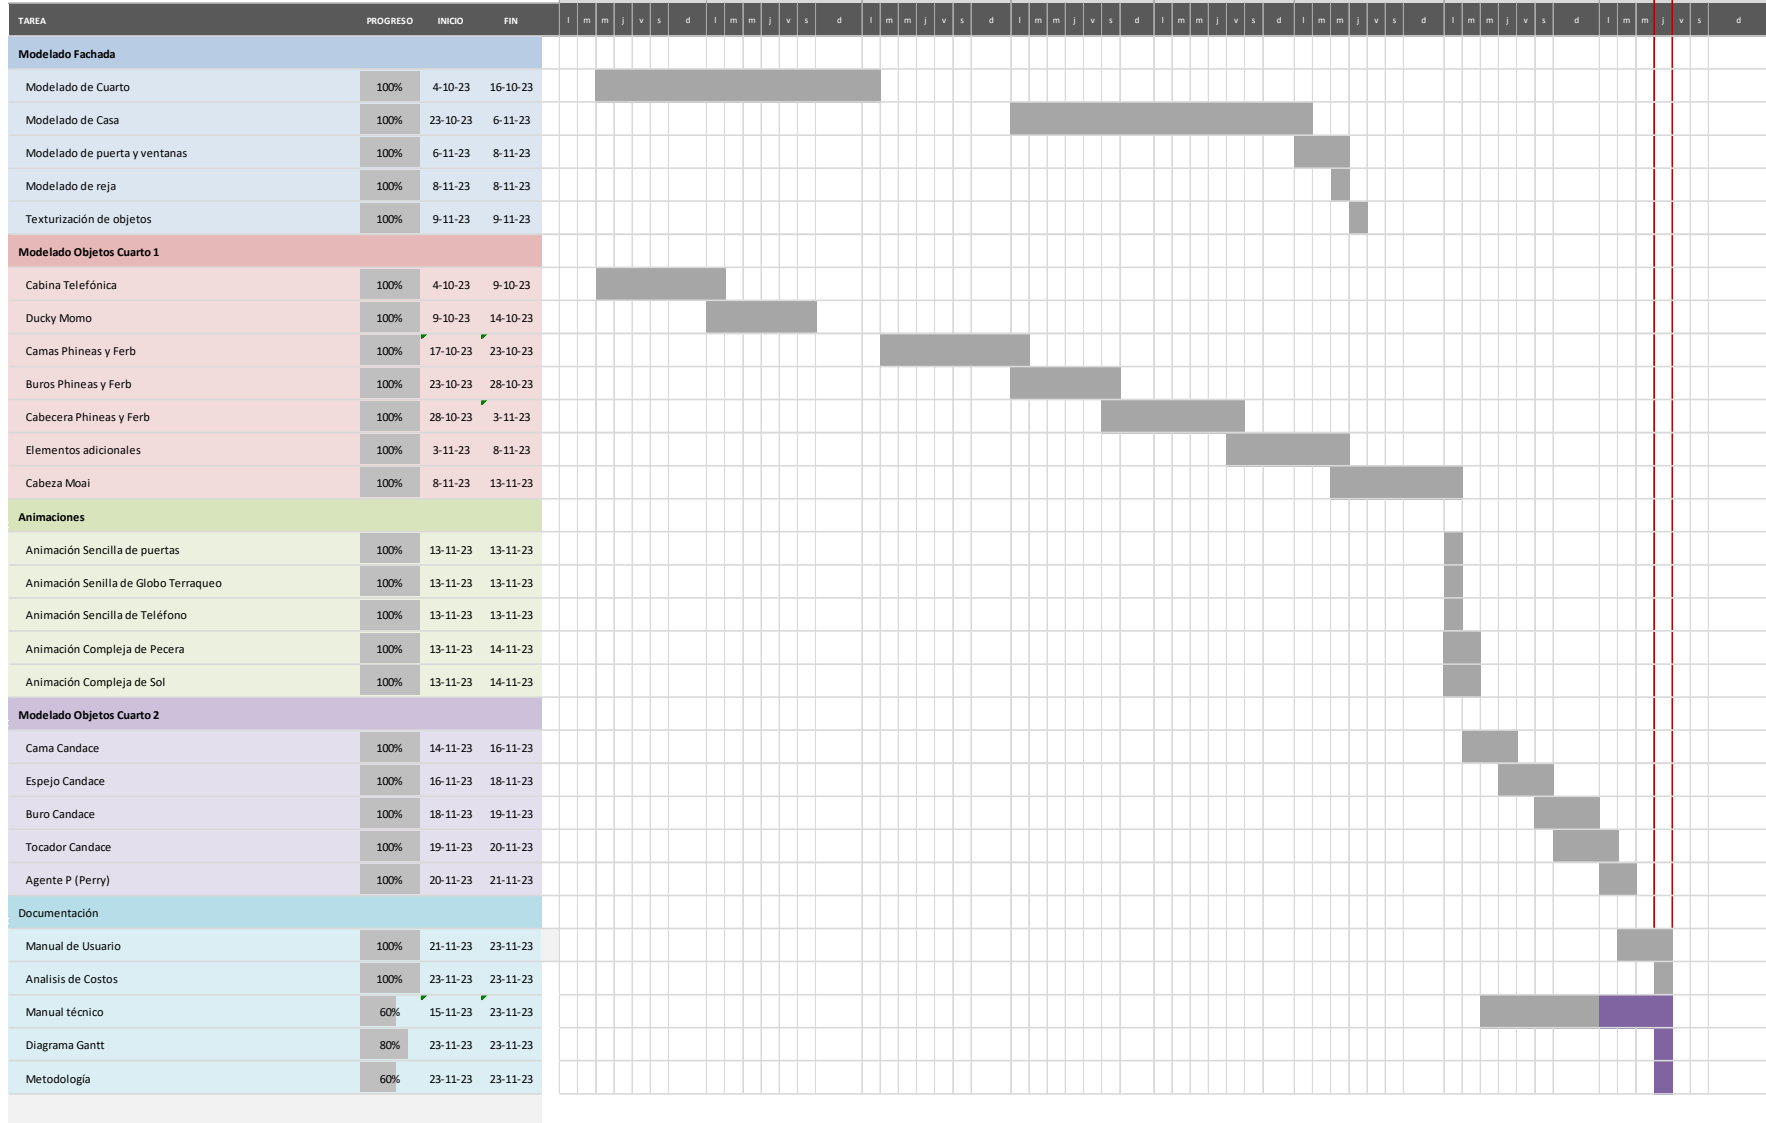 TAREA PROGRESO INICIO FIN l m m j v s d l m m j v s d l m m j v s d l m m j v s d l m m j v s d l m m j v s d l m m j v s d l m m j v s d
Modelado Fachada
Modelado de Cuarto 100% 4-10-23 16-10-23
Modelado de Casa 100% 23-10-23 6-11-23
Modelado de puerta y ventanas 100% 6-11-23 8-11-23
Modelado de reja 100% 8-11-23 8-11-23
Texturización de objetos 100% 9-11-23 9-11-23
Modelado Objetos Cuarto 1
Cabina Telefónica 100% 4-10-23 9-10-23
Ducky Momo 100% 9-10-23 14-10-23
Camas Phineas y Ferb 100% 17-10-23 23-10-23
Buros Phineas y Ferb 100% 23-10-23 28-10-23
Cabecera Phineas y Ferb 100% 28-10-23 3-11-23
Elementos adicionales 100% 3-11-23 8-11-23
Cabeza Moai 100% 8-11-23 13-11-23
Animaciones
Animación Sencilla de puertas 100% 13-11-23 13-11-23
Animación Senilla de Globo Terraqueo 100% 13-11-23 13-11-23
Animación Sencilla de Teléfono 100% 13-11-23 13-11-23
Animación Compleja de Pecera 100% 13-11-23 14-11-23
Animación Compleja de Sol 100% 13-11-23 14-11-23
Modelado Objetos Cuarto 2
Cama Candace 100% 14-11-23 16-11-23
Espejo Candace 100% 16-11-23 18-11-23
Buro Candace 100% 18-11-23 19-11-23
Tocador Candace 100% 19-11-23 20-11-23
Agente P (Perry) 100% 20-11-23 21-11-23
Documentación
Manual de Usuario 100% 21-11-23 23-11-23
Analisis de Costos 100% 23-11-23 23-11-23
Manual técnico 60% 15-11-23 23-11-23
Diagrama Gantt 80% 23-11-23 23-11-23
Metodología 60% 23-11-23 23-11-23